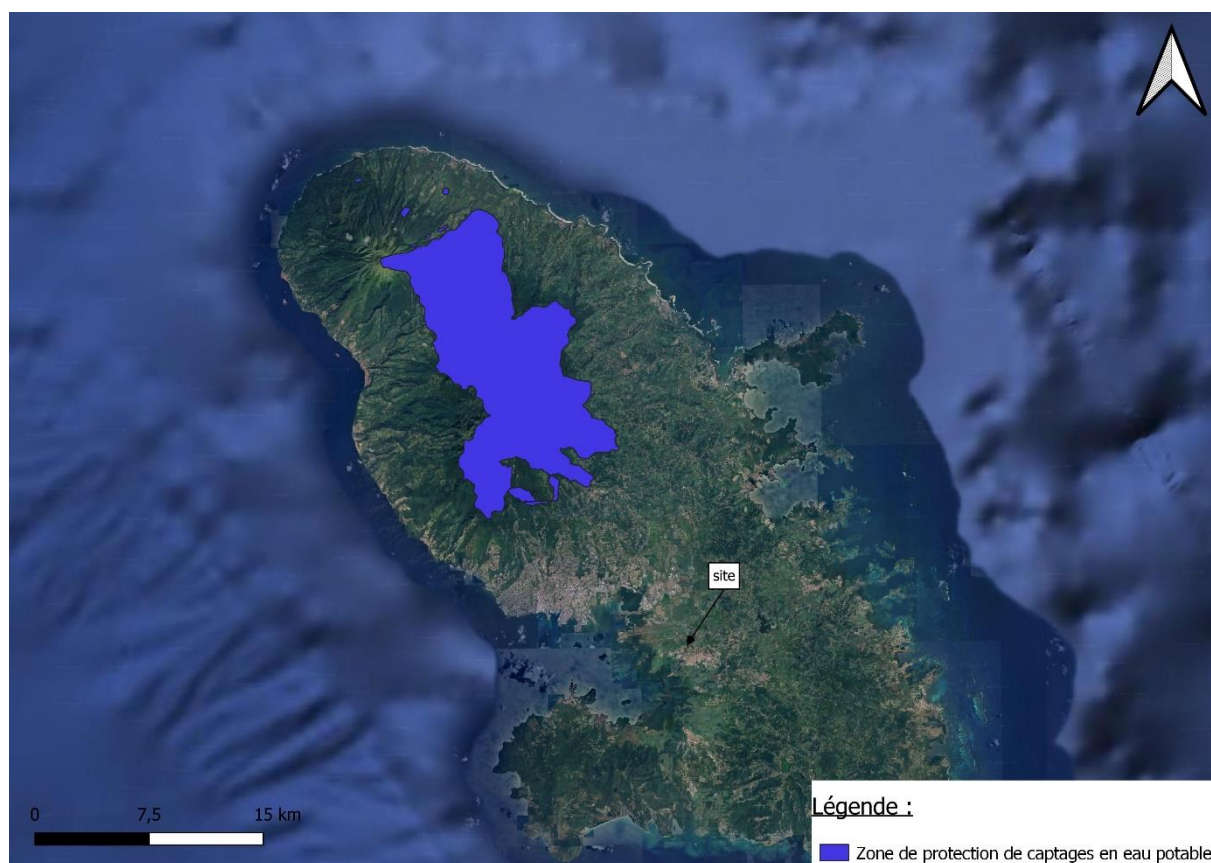 site
0 7,5 15 km
Légende :
Zone de protection de captages en eau potable